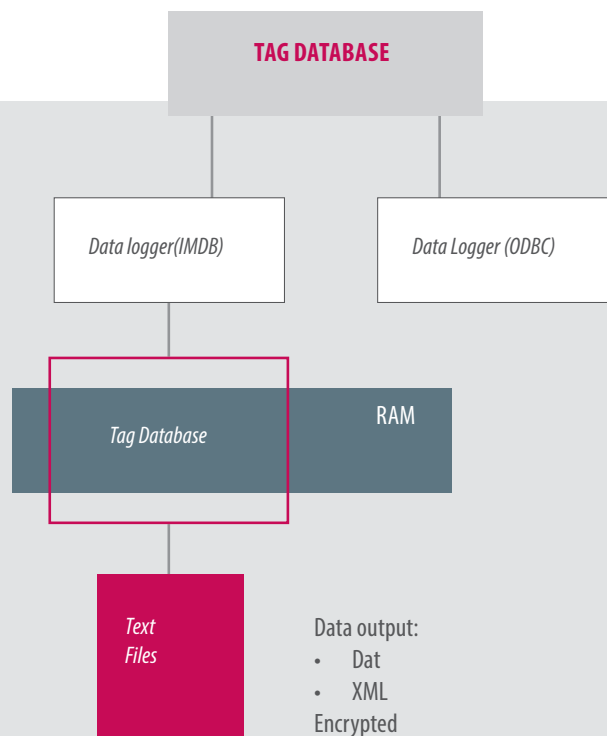 TAG DATABASE
Data logger(IMDB)
Data Logger (ODBC)
RAM
Tag Database
Text
Files
Data output:
• Dat
• XML
Encrypted